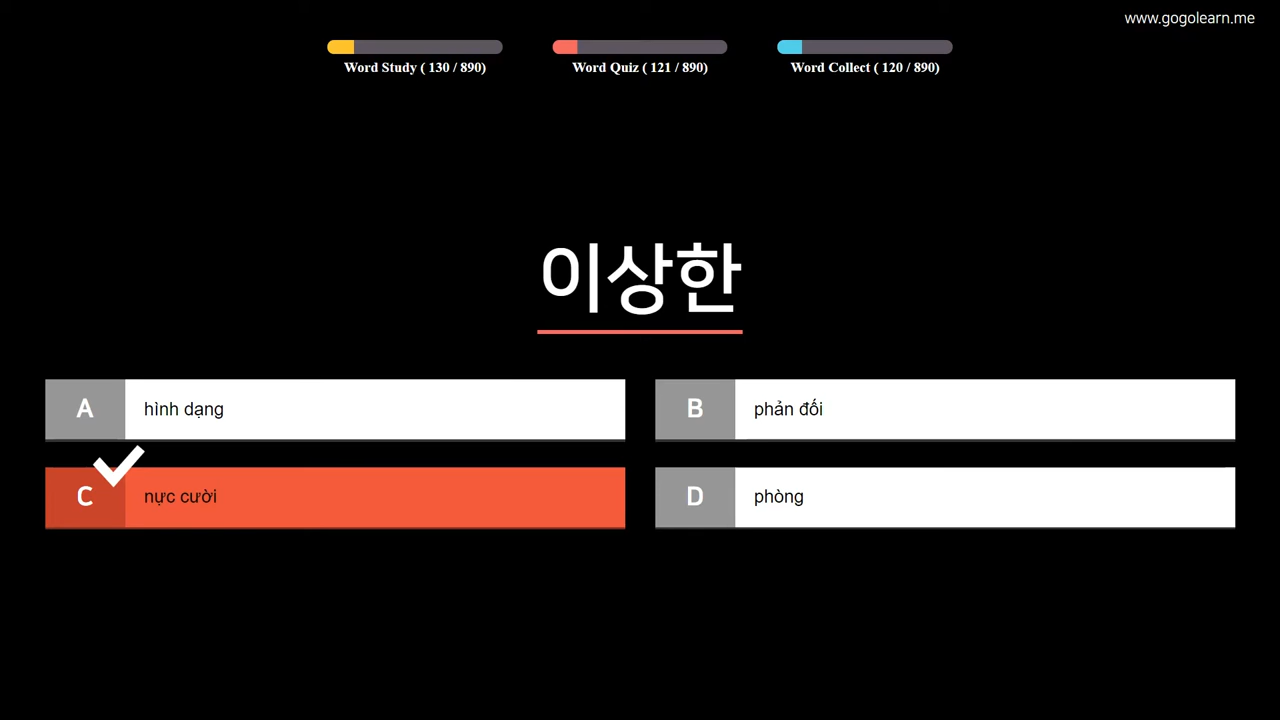 www.gogolearn.me
Word Study ( 130 / 890)
Word Quiz ( 121 / 890)
Word Collect ( 120 / 890)
이상한
A hình dạng
B phản đối
C nực cười
D phòng